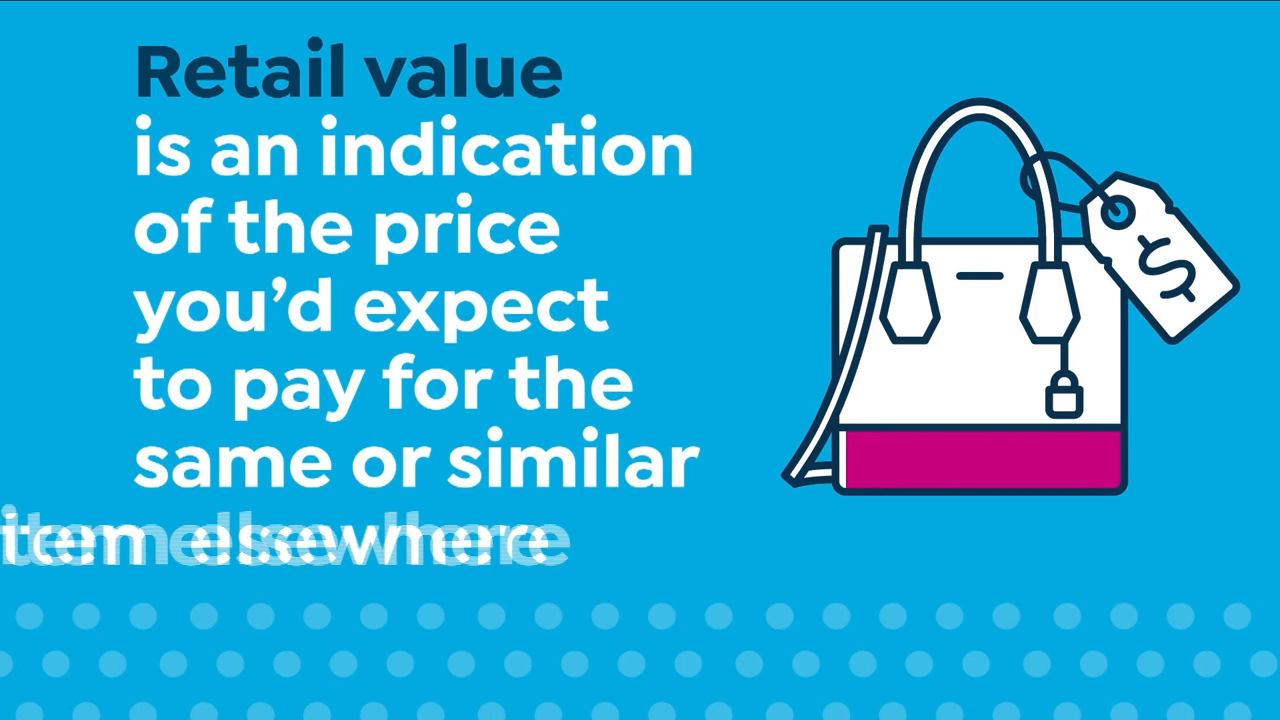 Retail value
is an indication
of the price
you’d expect
to pay for the
same or similar
item elsewhere
$